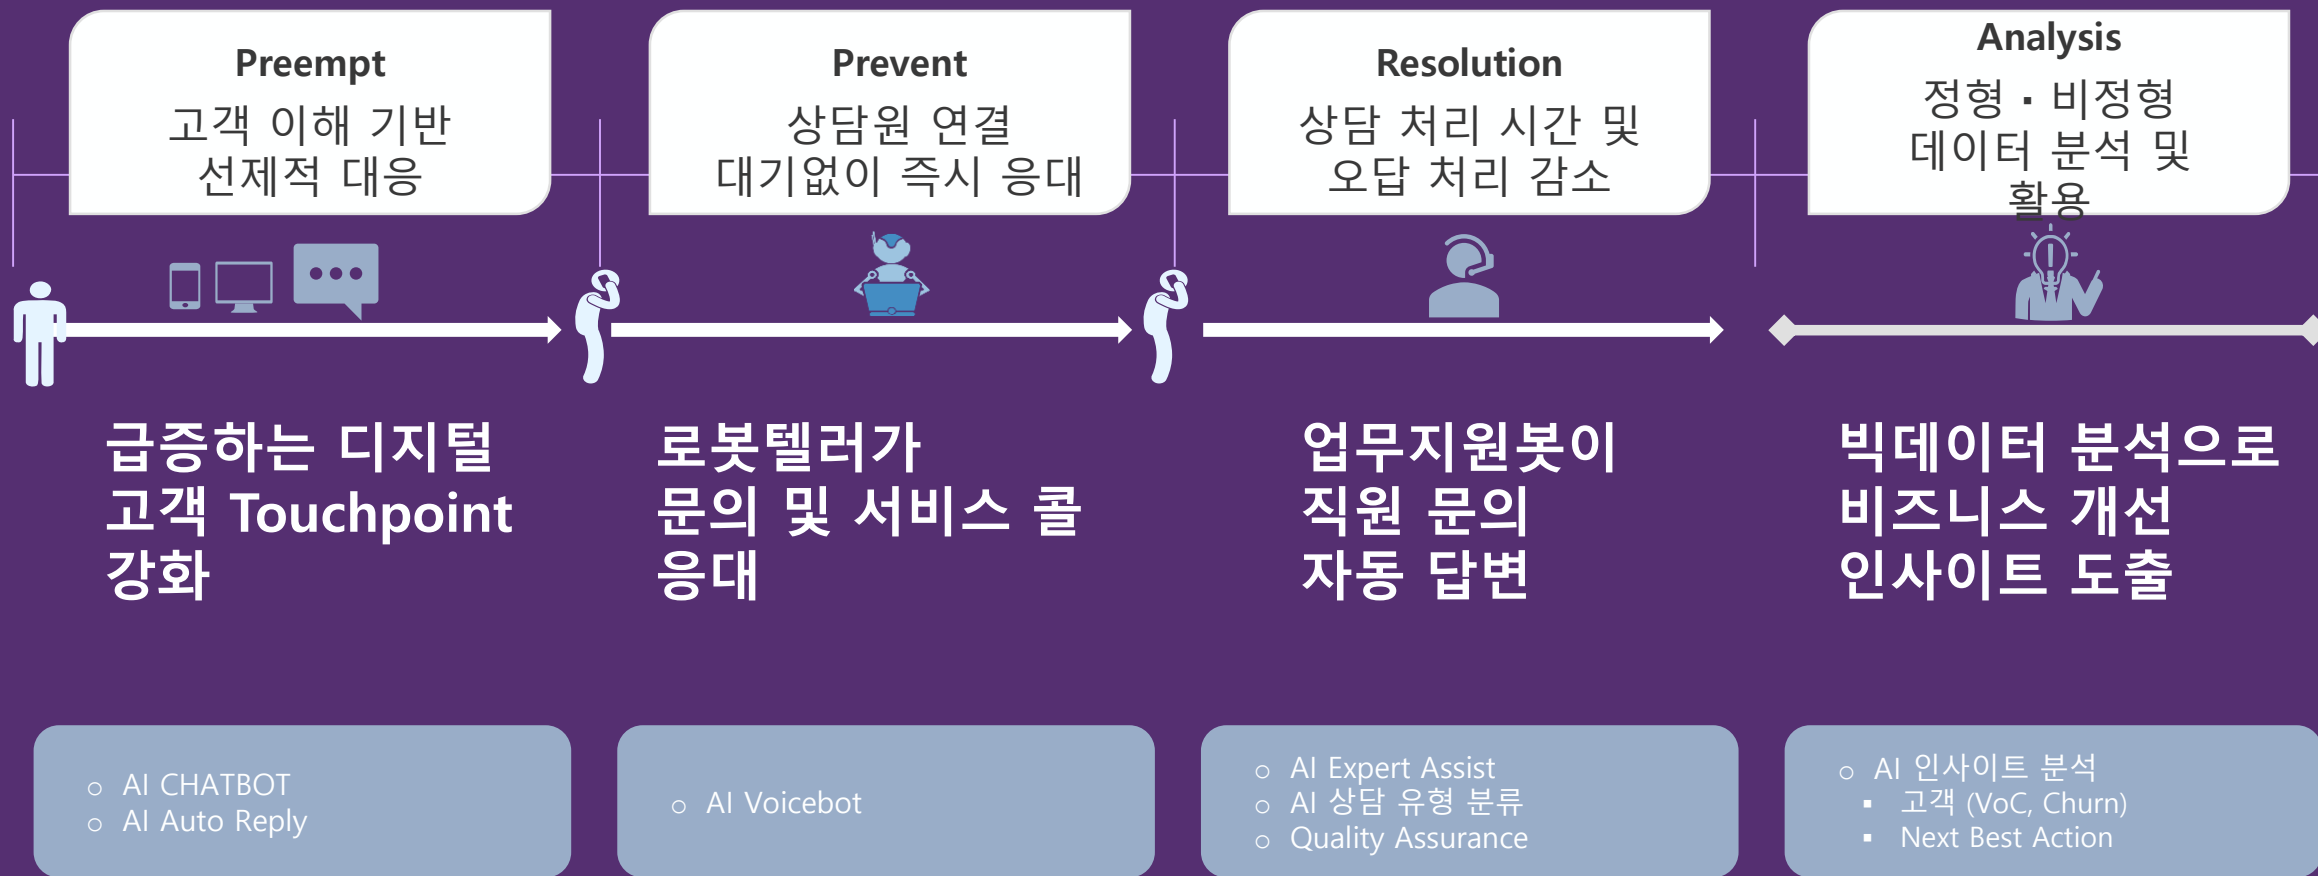 Preempt
고객 이해 기반
선제적 대응
Prevent
상담원 연결
대기없이 즉시 응대
Resolution
상담 처리 시간 및
오답 처리 감소
Analysis
정형 ▪ 비정형
데이터 분석 및
활용
급증하는 디지털
고객 Touchpoint
강화
로봇텔러가
문의 및 서비스 콜
응대
업무지원봇이
직원 문의
자동 답변
빅데이터 분석으로
비즈니스 개선
인사이트 도출
○ AI CHATBOT
○ AI Auto Reply
○ AI Voicebot
○ AI Expert Assist
○ AI 상담 유형 분류
○ Quality Assurance
○ AI 인사이트 분석
▪ 고객 (VoC, Churn)
▪ Next Best Action